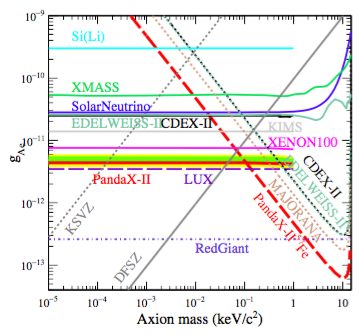 10⁻⁹
Si(Li)
10⁻¹⁰
XMASS
SolarNeutrino
EDELWEISS-II
CDEX-II
KIMS
10⁻¹¹
XENON100
CDEX-II
EDELWEISS-II
PandaX-II
LUX
MAJORANA
KSVZ
PandaX-II ⁵⁷Fe
10⁻¹²
DFSZ
RedGiant
10⁻¹³
g_Ae
10⁻⁵ 10⁻⁴ 10⁻³ 10⁻² 10⁻¹ 1 10
Axion mass (keV/c²)